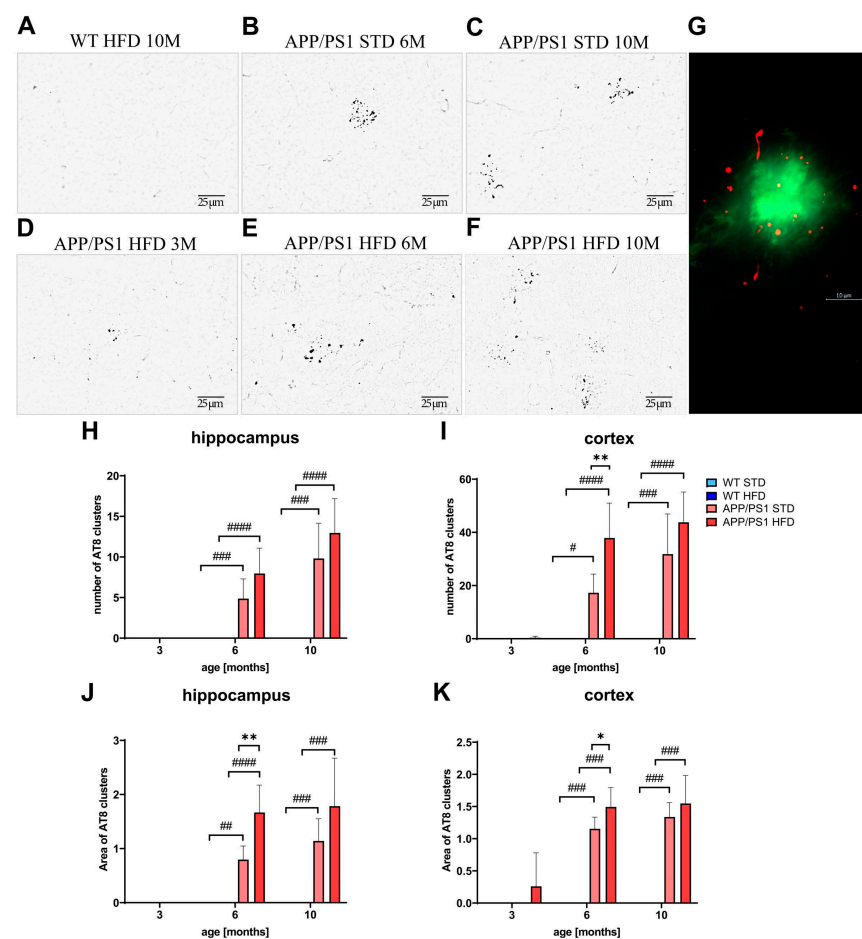 A
WT HFD 10M
25μm
B
APP/PS1 STD 6M
25μm
C
APP/PS1 STD 10M
25μm
G
10 μm
D
APP/PS1 HFD 3M
25μm
E
APP/PS1 HFD 6M
25μm
F
APP/PS1 HFD 10M
25μm
H
hippocampus
number of AT8 clusters
20
15
10
5
0
###
####
###
####
3 6 10
age [months]
I
cortex
number of AT8 clusters
60
40
20
0
#
####
**
###
####
3 6 10
age [months]
WT STD
WT HFD
APP/PS1 STD
APP/PS1 HFD
J
hippocampus
Area of AT8 clusters
3
2
1
0
##
####
**
###
###
3 6 10
age [months]
K
cortex
Area of AT8 clusters
2.5
2.0
1.5
1.0
0.5
0.0
###
###
*
###
###
3 6 10
age [months]